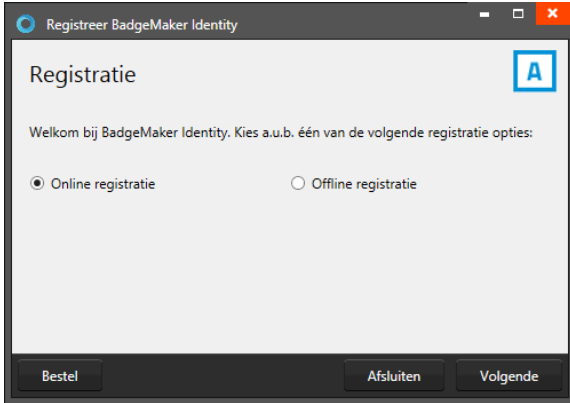 Registreer BadgeMaker Identity
Registratie
A
Welkom bij BadgeMaker Identity. Kies a.u.b. één van de volgende registratie opties:
Online registratie Offline registratie
Bestel Afsluiten Volgende